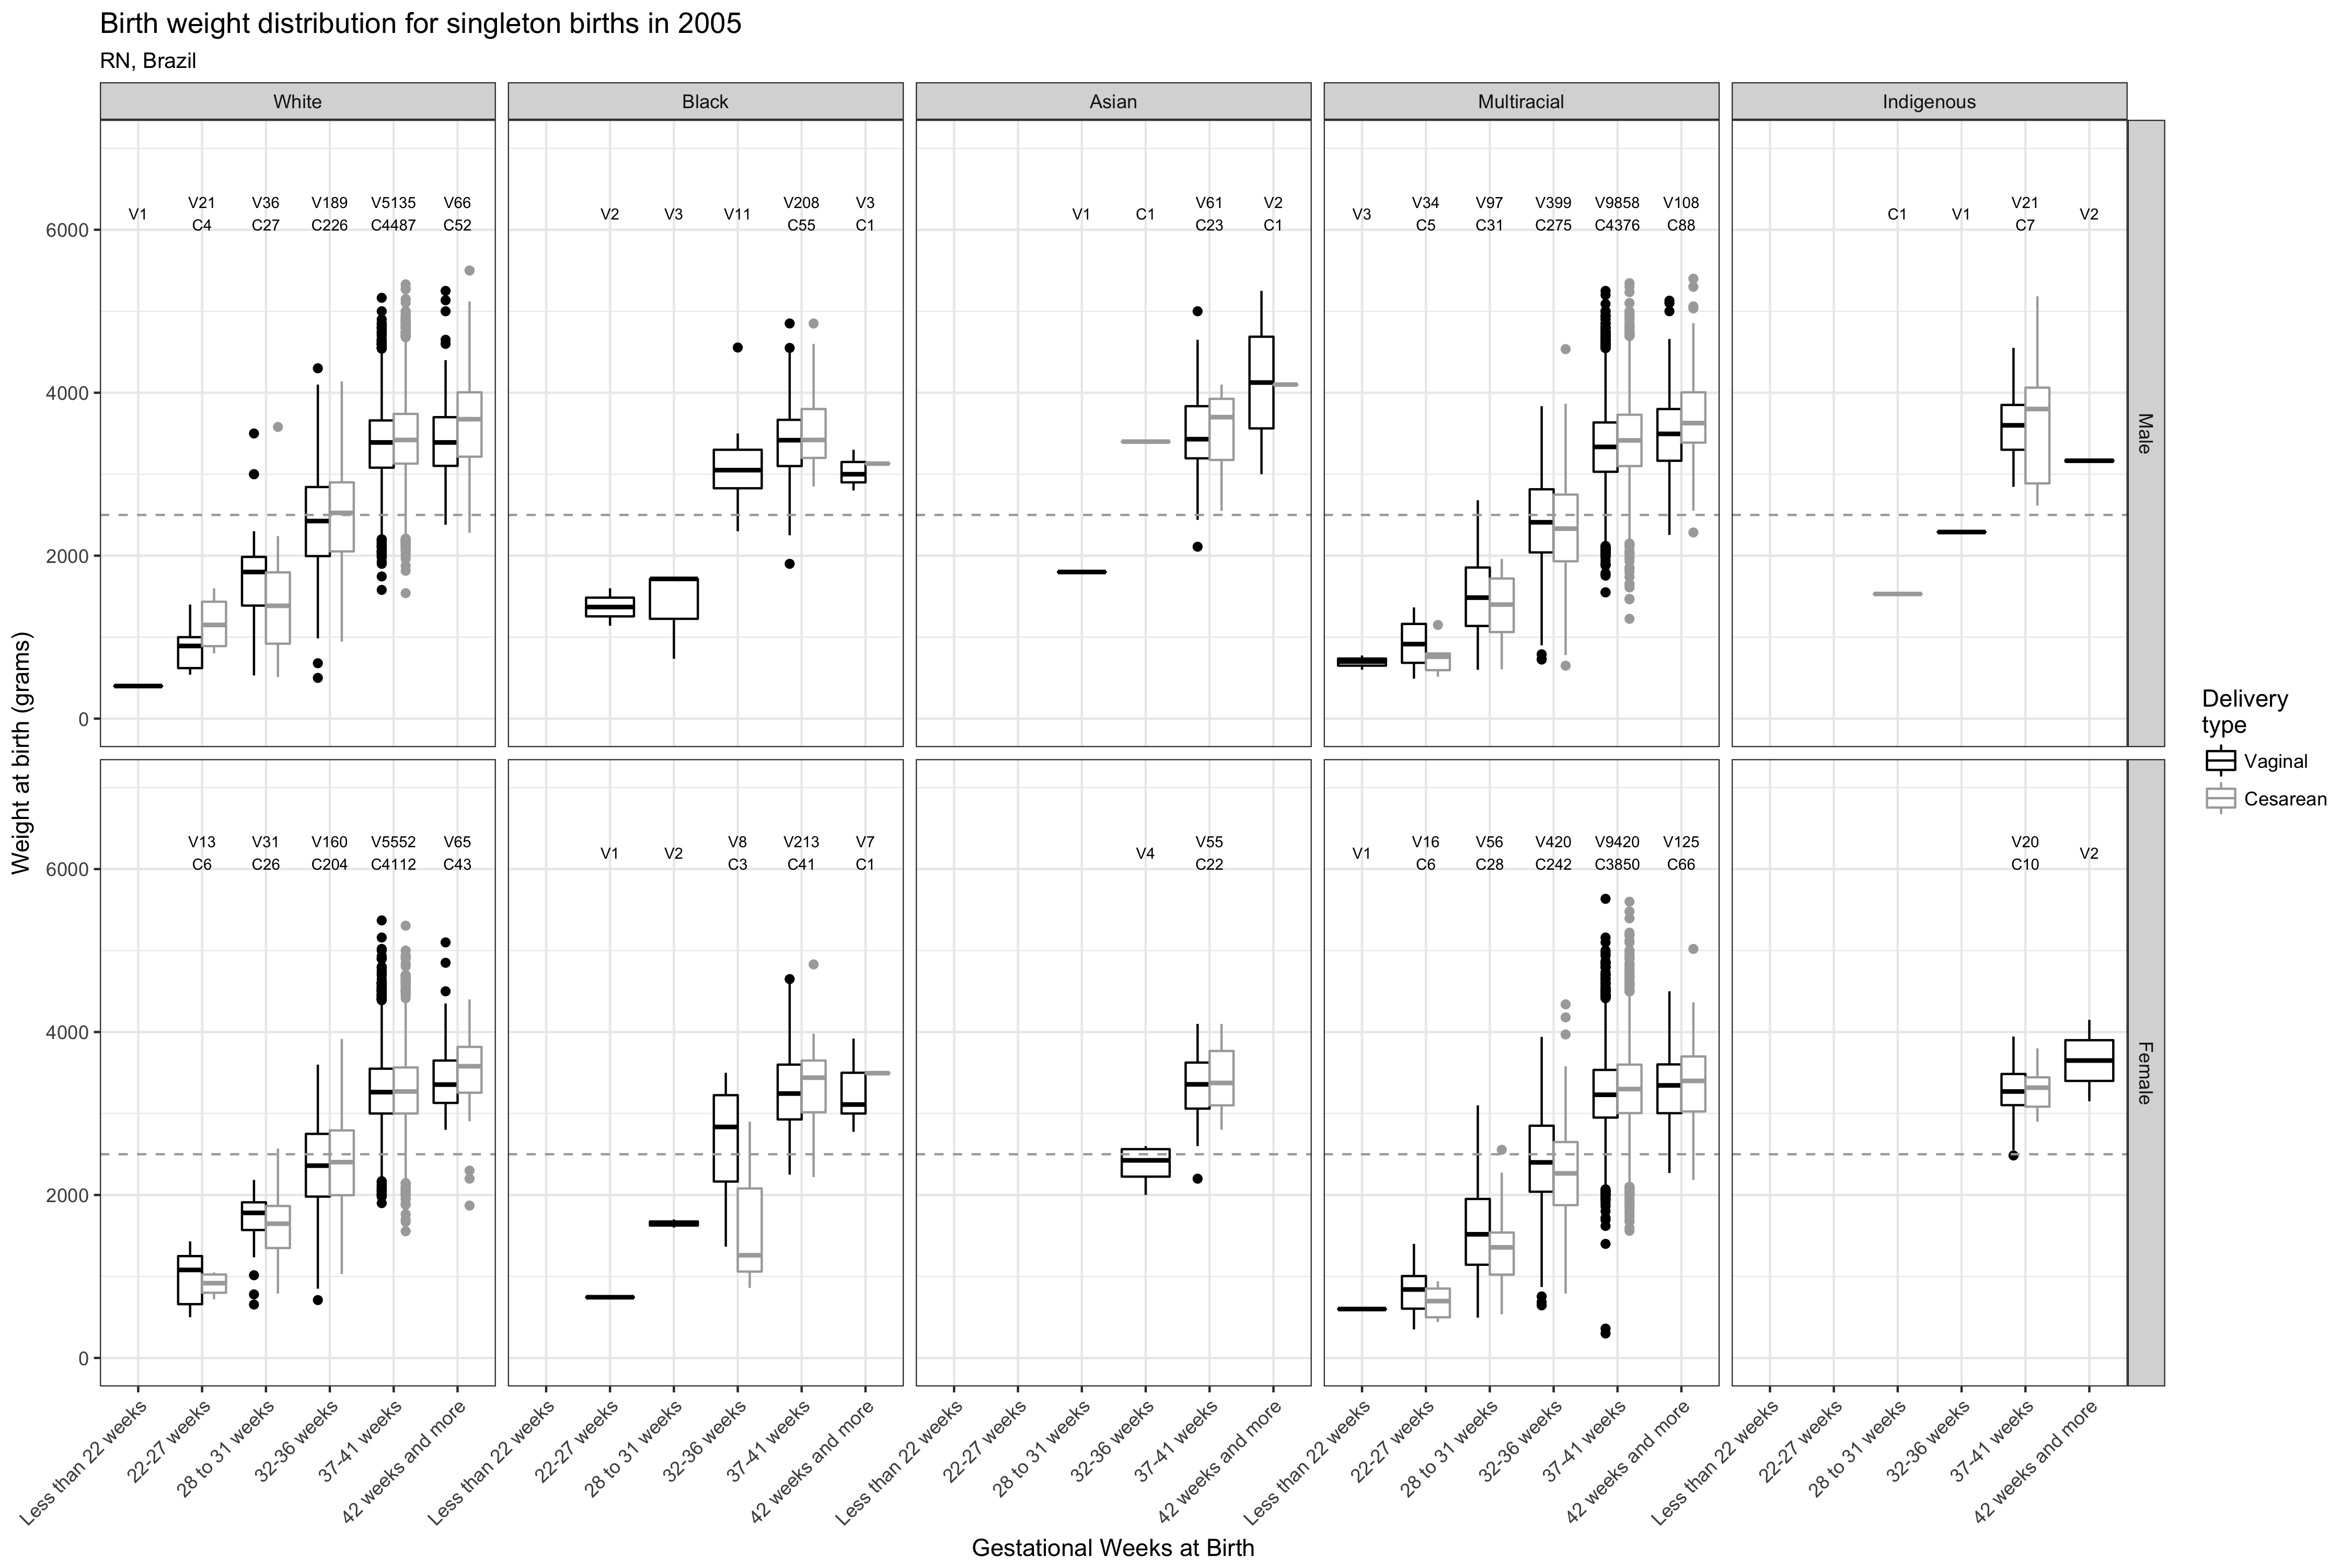 Birth weight distribution for singleton births in 2005
RN, Brazil
White Black Asian Multiracial Indigenous
V1 V21 V36 V189 V5135 V66 V2 V3 V11 V208 V3 V1 C1 V61 V2 V3 V34 V97 V399 V9858 V108 C1 V1 V21 V2
C4 C27 C226 C4487 C52 C55 C1 C23 C1 C5 C31 C275 C4376 C88 C7
6000
4000
2000
0
Male
V13 V31 V160 V5552 V65 V1 V2 V8 V213 V7 V4 V55 V1 V16 V56 V420 V9420 V125 V20 V2
C6 C26 C204 C4112 C43 C3 C41 C1 C22 C6 C28 C242 C3850 C66 C10
6000
4000
2000
0
Female
Weight at birth (grams)
Less than 22 weeks 22-27 weeks 28 to 31 weeks 32-36 weeks 37-41 weeks 42 weeks and more
Less than 22 weeks 22-27 weeks 28 to 31 weeks 32-36 weeks 37-41 weeks 42 weeks and more
Less than 22 weeks 22-27 weeks 28 to 31 weeks 32-36 weeks 37-41 weeks 42 weeks and more
Less than 22 weeks 22-27 weeks 28 to 31 weeks 32-36 weeks 37-41 weeks 42 weeks and more
Less than 22 weeks 22-27 weeks 28 to 31 weeks 32-36 weeks 37-41 weeks 42 weeks and more
Gestational Weeks at Birth
Delivery
type
Vaginal
Cesarean